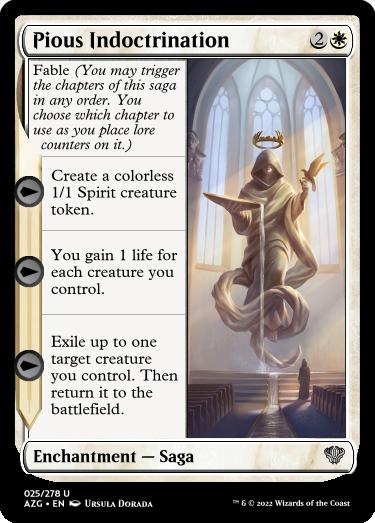 Pious Indoctrination 2
Fable (You may trigger
the chapters of this saga
in any order. You
choose which chapter to
use as you place lore
counters on it.)
Create a colorless
1/1 Spirit creature
token.
You gain 1 life for
each creature you
control.
Exile up to one
target creature
you control. Then
return it to the
battlefield.
Enchantment — Saga
025/278 U
AZG • EN Ursula Dorada
™ & © 2022 Wizards of the Coast